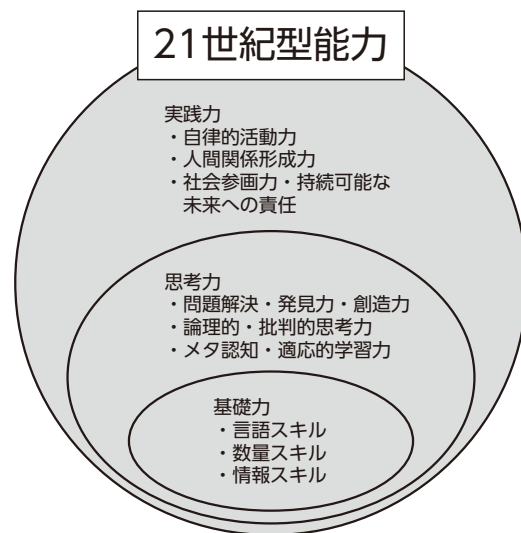 21世紀型能力
実践力
・自律的活動力
・人間関係形成力
・社会参画力・持続可能な
未来への責任
思考力
・問題解決・発見力・創造力
・論理的・批判的思考力
・メタ認知・適応的学習力
基礎力
・言語スキル
・数量スキル
・情報スキル